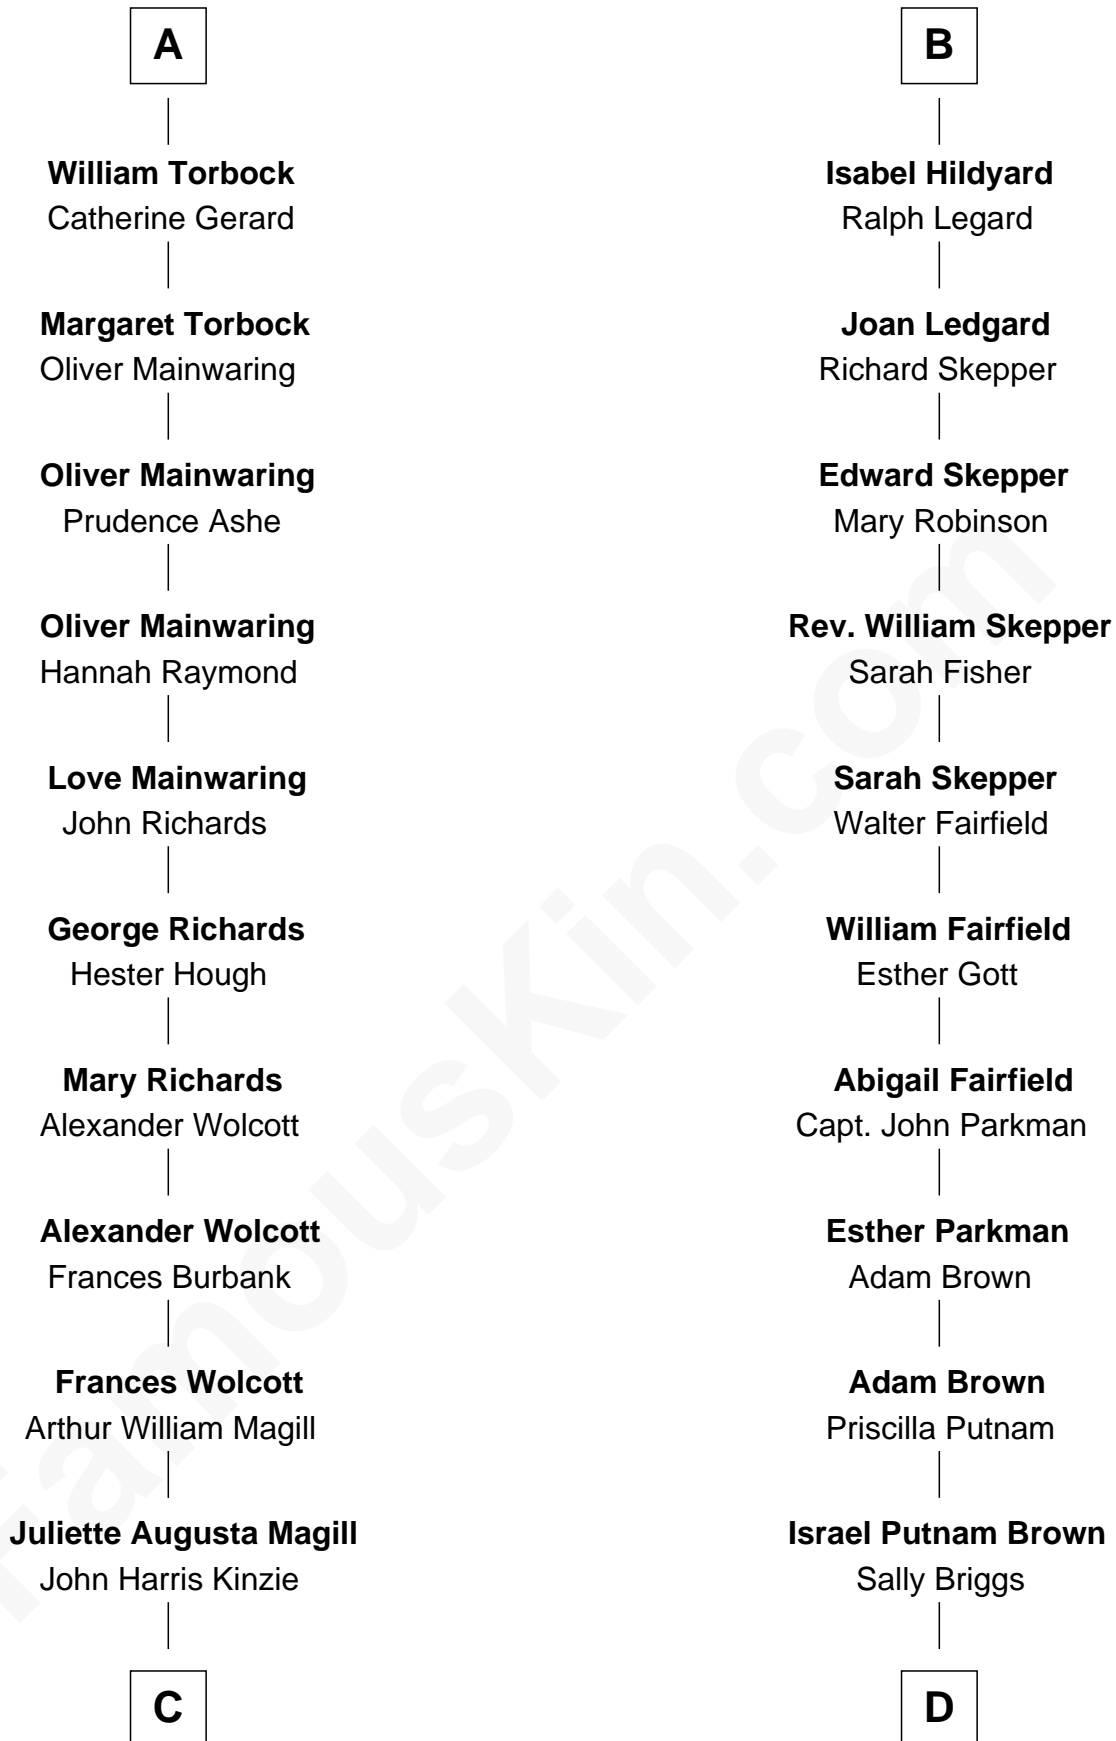 A
William Torbock
Catherine Gerard
Margaret Torbock
Oliver Mainwaring
Oliver Mainwaring
Prudence Ashe
Oliver Mainwaring
Hannah Raymond
Love Mainwaring
John Richards
George Richards
Hester Hough
Mary Richards
Alexander Wolcott
Alexander Wolcott
Frances Burbank
Frances Wolcott
Arthur William Magill
Juliette Augusta Magill
John Harris Kinzie
C
B
Isabel Hildyard
Ralph Legard
Joan Ledgard
Richard Skepper
Edward Skepper
Mary Robinson
Rev. William Skepper
Sarah Fisher
Sarah Skepper
Walter Fairfield
William Fairfield
Esther Gott
Abigail Fairfield
Capt. John Parkman
Esther Parkman
Adam Brown
Adam Brown
Priscilla Putnam
Israel Putnam Brown
Sally Briggs
D
FamousKin.com